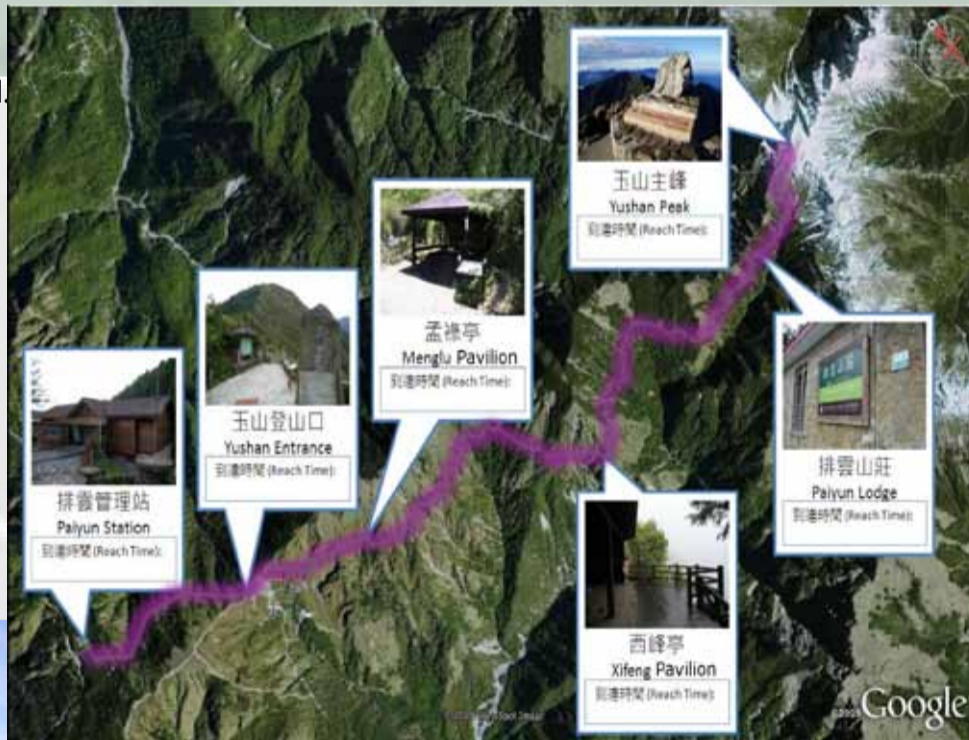 玉山主峰
Yushan Peak
到達時間 (Reach Time):
孟祿亭
Menglu Pavilion
到達時間 (Reach Time):
玉山登山口
Yushan Entrance
到達時間 (Reach Time):
排雲管理站
Paiyun Station
到達時間 (Reach Time):
排雲山莊
Paiyun Lodge
到達時間 (Reach Time):
西峰亭
Xifeng Pavilion
到達時間 (Reach Time):
Google